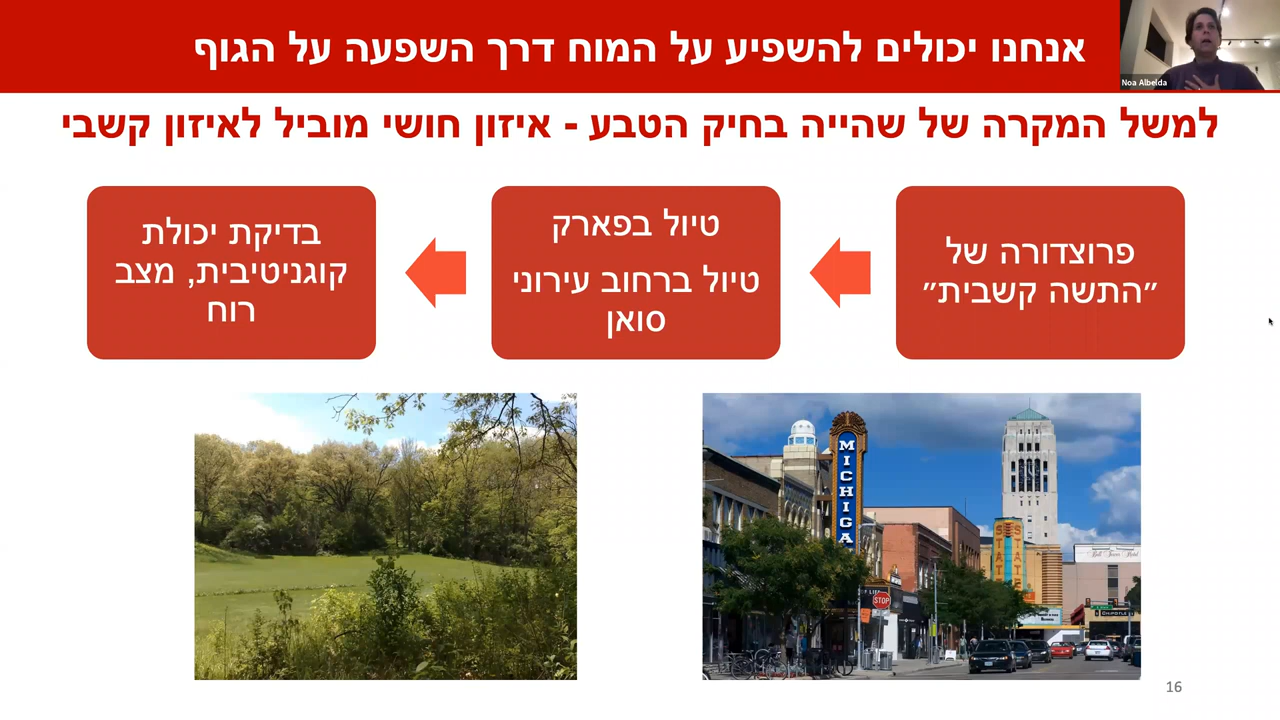 אנחנו יכולים להשפיע על המוח דרך השפעה על הגוף
Noa Albelda
למשל המקרה של שהייה בחיק הטבע - איזון חושי מוביל לאיזון קשבי
פרוצדורה של
״התשה קשבית״
טיול בפארק
טיול ברחוב עירוני
סואן
בדיקת יכולת
קוגניטיבית, מצב
רוח
MICHIGA
STATE
STATE
STOP
CHIPOTLE
16